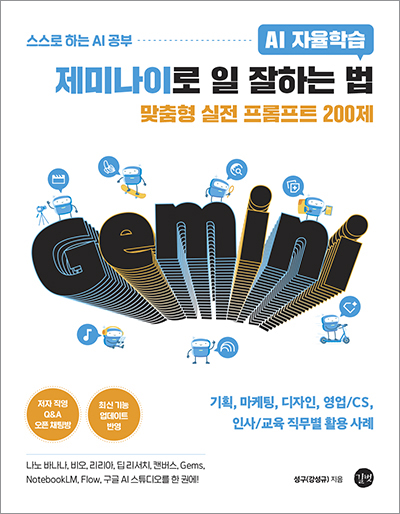 스스로 하는 AI 공부
AI 자율학습
제미나이로 일 잘하는 법
맞춤형 실전 프롬프트 200제
Gemini
저자 직영
Q&A
오픈 채팅방
최신 기능
업데이트
반영
기획, 마케팅, 디자인, 영업/CS,
인사/교육 직무별 활용 사례
나노 바나나, 비오, 리리아, 딥 리서치, 캔버스, Gems,
NotebookLM, Flow, 구글 AI 스튜디오를 한 권에!
성구(강성규) 지음
길벗